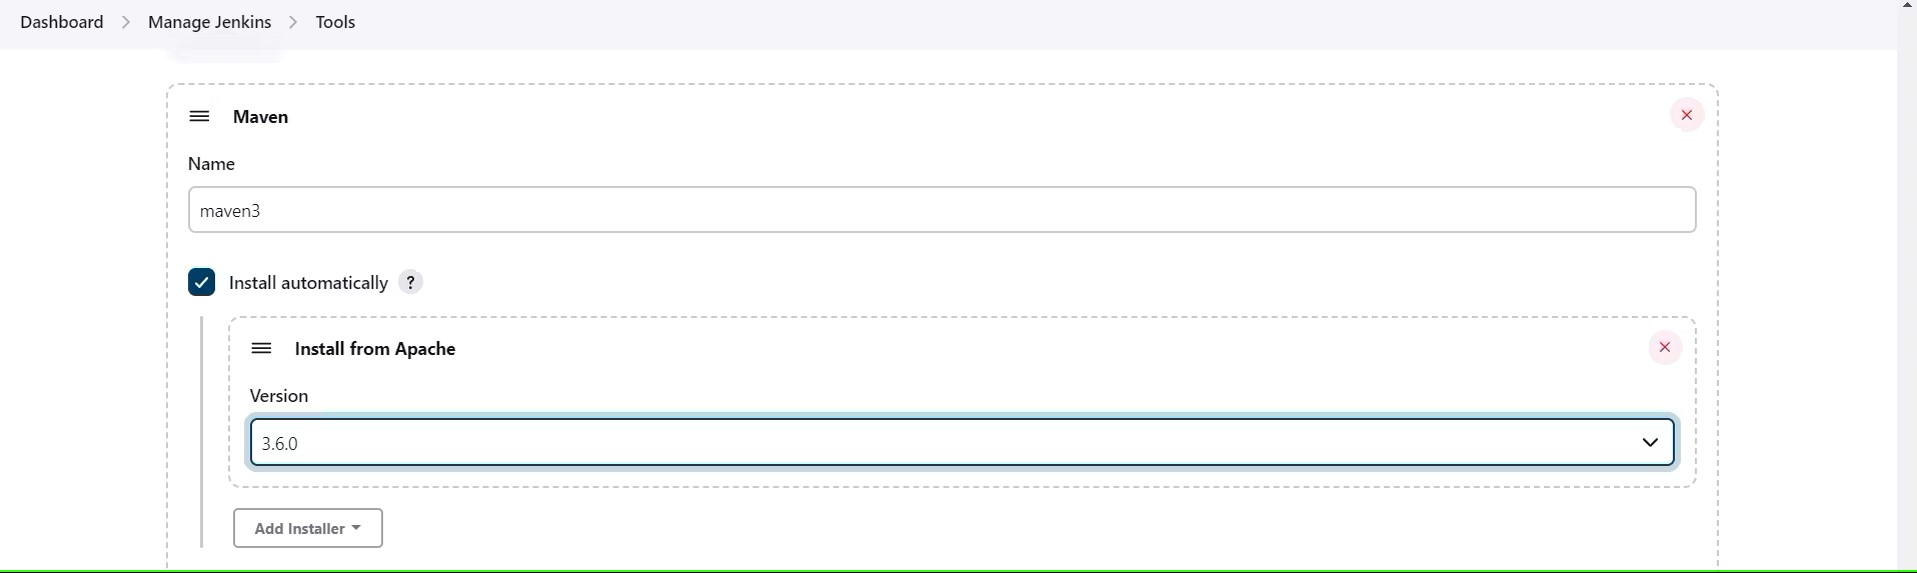 Dashboard > Manage Jenkins > Tools
Maven
Name
maven3
Install automatically ?
Install from Apache
Version
3.6.0
Add Installer